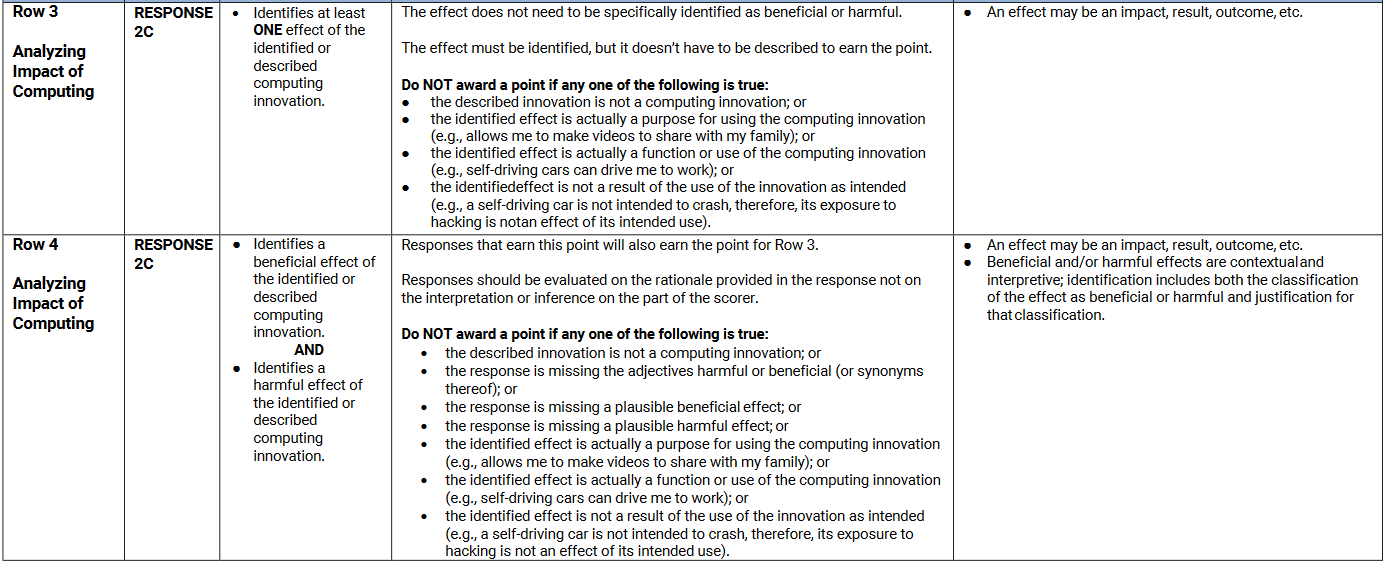 Row 3
Analyzing
Impact of
Computing
RESPONSE
2C
● Identifies at least
ONE effect of the
identified or
described
computing
innovation.
The effect does not need to be specifically identified as beneficial or harmful.
The effect must be identified, but it doesn't have to be described to earn the point.
Do NOT award a point if any one of the following is true:
● the described innovation is not a computing innovation; or
● the identified effect is actually a purpose for using the computing innovation
(e.g., allows me to make videos to share with my family); or
● the identified effect is actually a function or use of the computing innovation
(e.g., self-driving cars can drive me to work); or
● the identifiedeffect is not a result of the use of the innovation as intended
(e.g., a self-driving car is not intended to crash, therefore, its exposure to
hacking is notan effect of its intended use).
● An effect may be an impact, result, outcome, etc.
Row 4
Analyzing
Impact of
Computing
RESPONSE
2C
● Identifies a
beneficial effect of
the identified or
described
computing
innovation.
AND
● Identifies a
harmful effect of
the identified or
described
computing
innovation.
Responses that earn this point will also earn the point for Row 3.
Responses should be evaluated on the rationale provided in the response not on
the interpretation or inference on the part of the scorer.
Do NOT award a point if any one of the following is true:
• the described innovation is not a computing innovation; or
• the response is missing the adjectives harmful or beneficial (or synonyms
thereof); or
• the response is missing a plausible beneficial effect; or
• the response is missing a plausible harmful effect; or
• the identified effect is actually a purpose for using the computing innovation
(e.g., allows me to make videos to share with my family); or
• the identified effect is actually a function or use of the computing innovation
(e.g., self-driving cars can drive me to work); or
• the identified effect is not a result of the use of the innovation as intended
(e.g., a self-driving car is not intended to crash, therefore, its exposure to
hacking is not an effect of its intended use).
● An effect may be an impact, result, outcome, etc.
● Beneficial and/or harmful effects are contextual and
interpretive; identification includes both the classification
of the effect as beneficial or harmful and justification for
that classification.